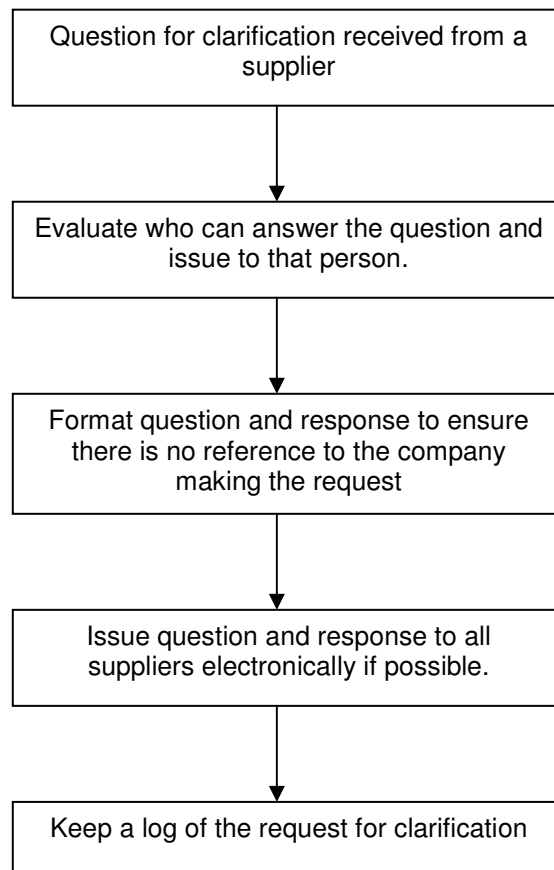 Question for clarification received from a
supplier
Evaluate who can answer the question and
issue to that person.
Format question and response to ensure
there is no reference to the company
making the request
Issue question and response to all
suppliers electronically if possible.
Keep a log of the request for clarification